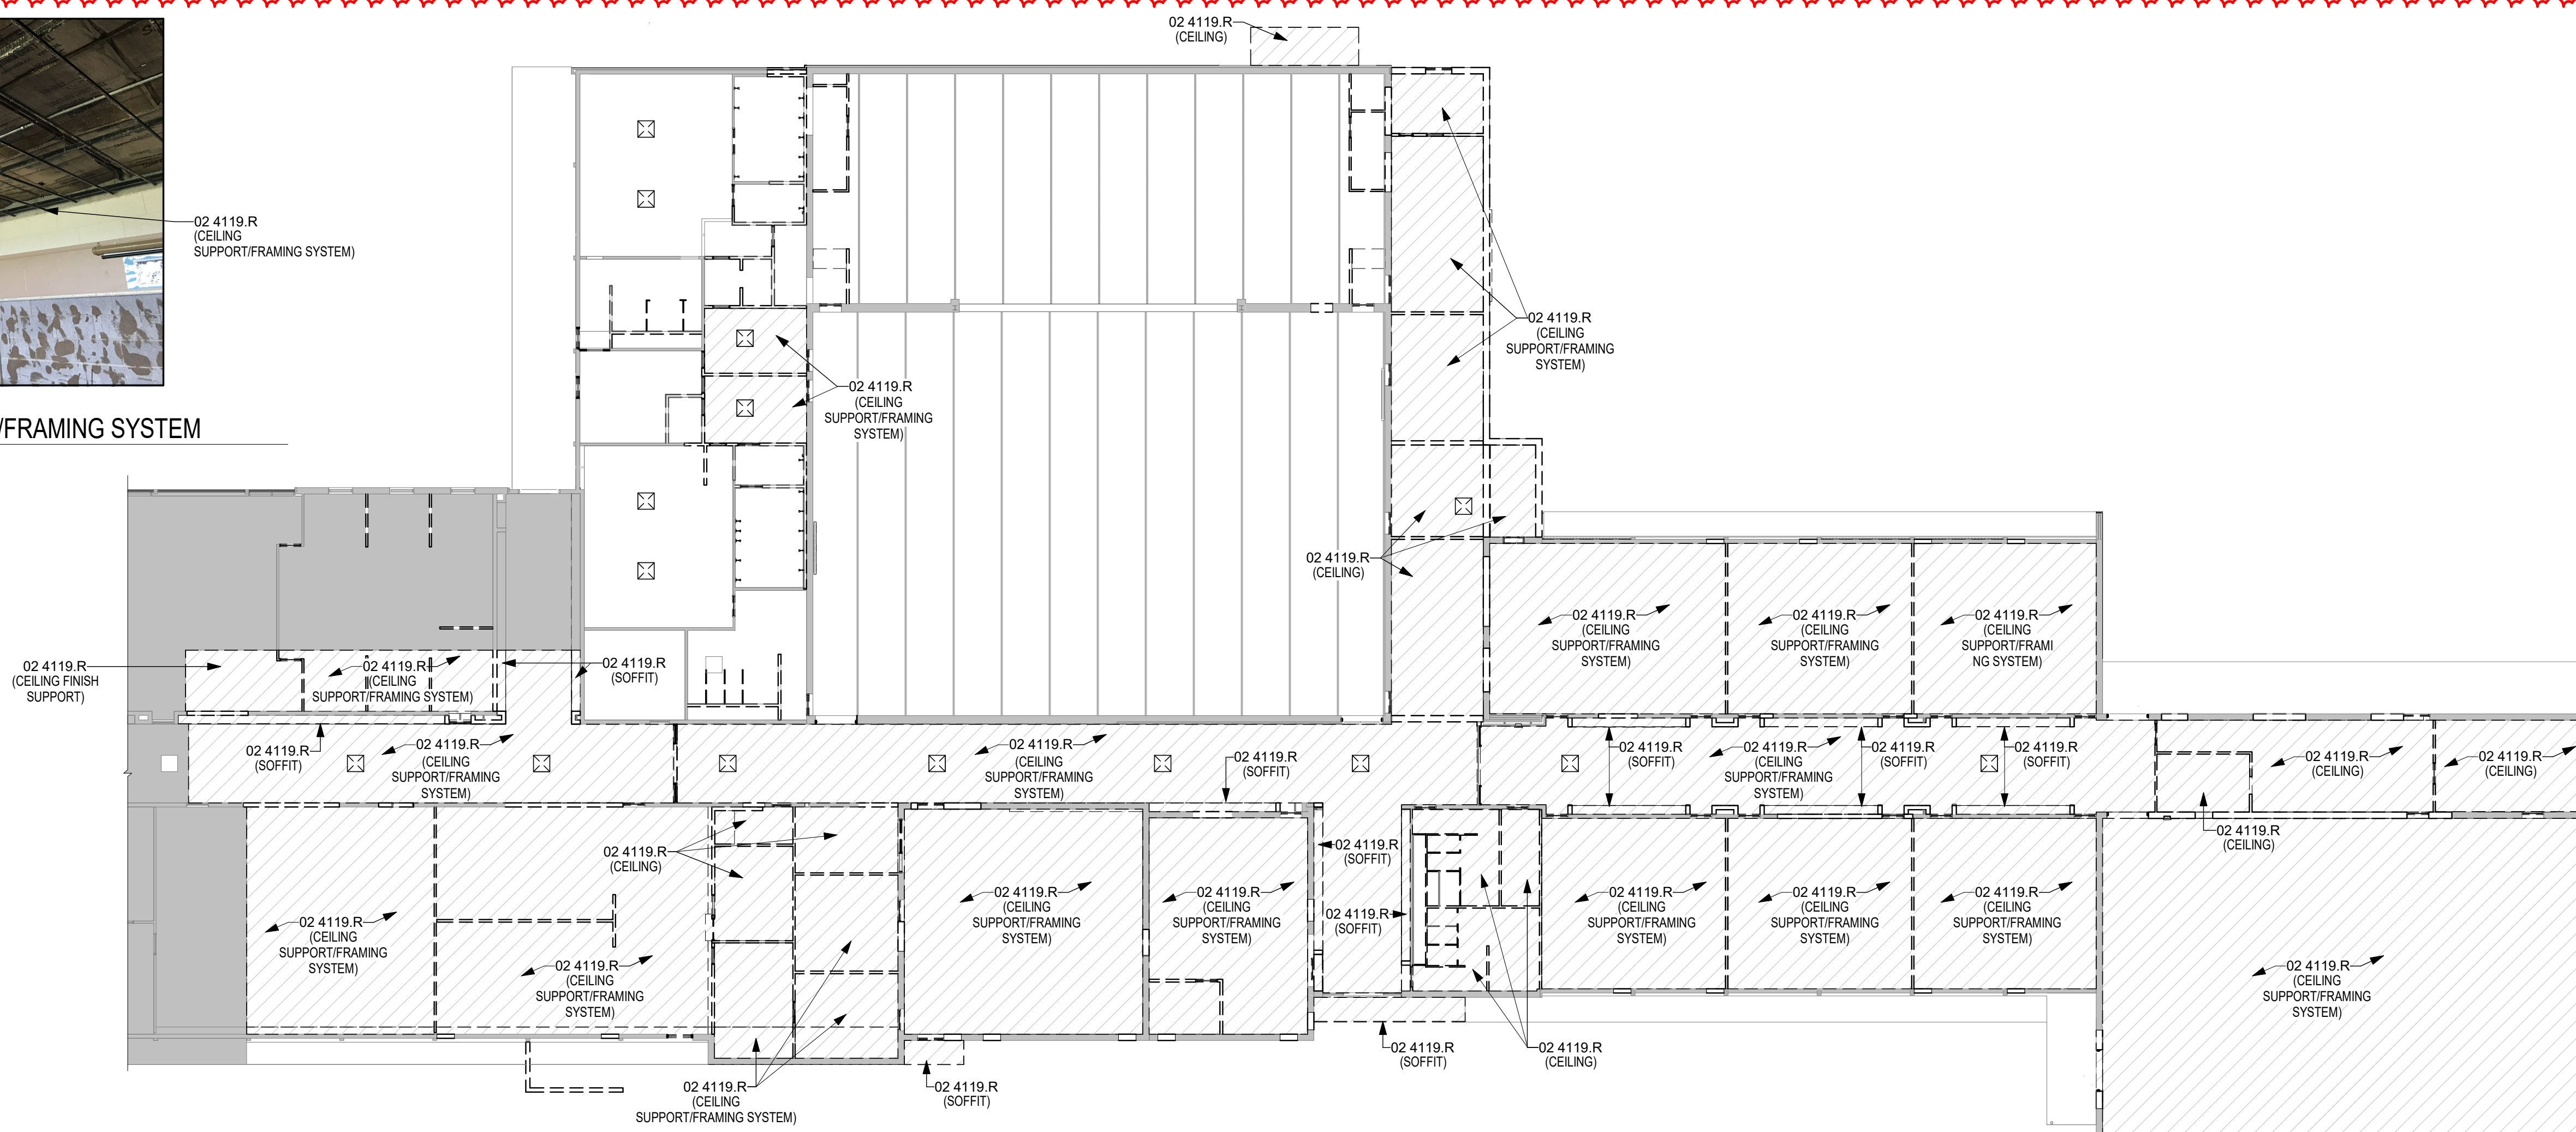 02 4119.R
(CEILING)
02 4119.R
(CEILING
SUPPORT/FRAMING SYSTEM)
/FRAMING SYSTEM
02 4119.R
(CEILING
SUPPORT/FRAMING
SYSTEM)
02 4119.R
(CEILING
SUPPORT/FRAMING
SYSTEM)
02 4119.R
(CEILING)
02 4119.R
(CEILING
SUPPORT/FRAMING
SYSTEM)
02 4119.R
(CEILING
SUPPORT/FRAMING
SYSTEM)
02 4119.R
(CEILING
SUPPORT/FRAMI
NG SYSTEM)
02 4119.R
(CEILING FINISH
SUPPORT)
02 4119.R
(CEILING
SUPPORT/FRAMING SYSTEM)
02 4119.R
(SOFFIT)
02 4119.R
(SOFFIT)
02 4119.R
(CEILING
SUPPORT/FRAMING
SYSTEM)
02 4119.R
(CEILING
SUPPORT/FRAMING
SYSTEM)
02 4119.R
(SOFFIT)
02 4119.R
(SOFFIT)
02 4119.R
(CEILING
SUPPORT/FRAMING
SYSTEM)
02 4119.R
(SOFFIT)
02 4119.R
(SOFFIT)
02 4119.R
(CEILING)
02 4119.R
(CEILING)
02 4119.R
(CEILING)
02 4119.R
(CEILING)
02 4119.R
(SOFFIT)
02 4119.R
(SOFFIT)
02 4119.R
(CEILING
SUPPORT/FRAMING
SYSTEM)
02 4119.R
(CEILING
SUPPORT/FRAMING
SYSTEM)
02 4119.R
(CEILING
SUPPORT/FRAMING
SYSTEM)
02 4119.R
(CEILING
SUPPORT/FRAMING
SYSTEM)
02 4119.R
(CEILING
SUPPORT/FRAMING
SYSTEM)
02 4119.R
(CEILING
SUPPORT/FRAMING
SYSTEM)
02 4119.R
(CEILING
SUPPORT/FRAMING
SYSTEM)
02 4119.R
(CEILING
SUPPORT/FRAMING
SYSTEM)
02 4119.R
(SOFFIT)
02 4119.R
(CEILING)
02 4119.R
(CEILING
SUPPORT/FRAMING SYSTEM)
02 4119.R
(SOFFIT)